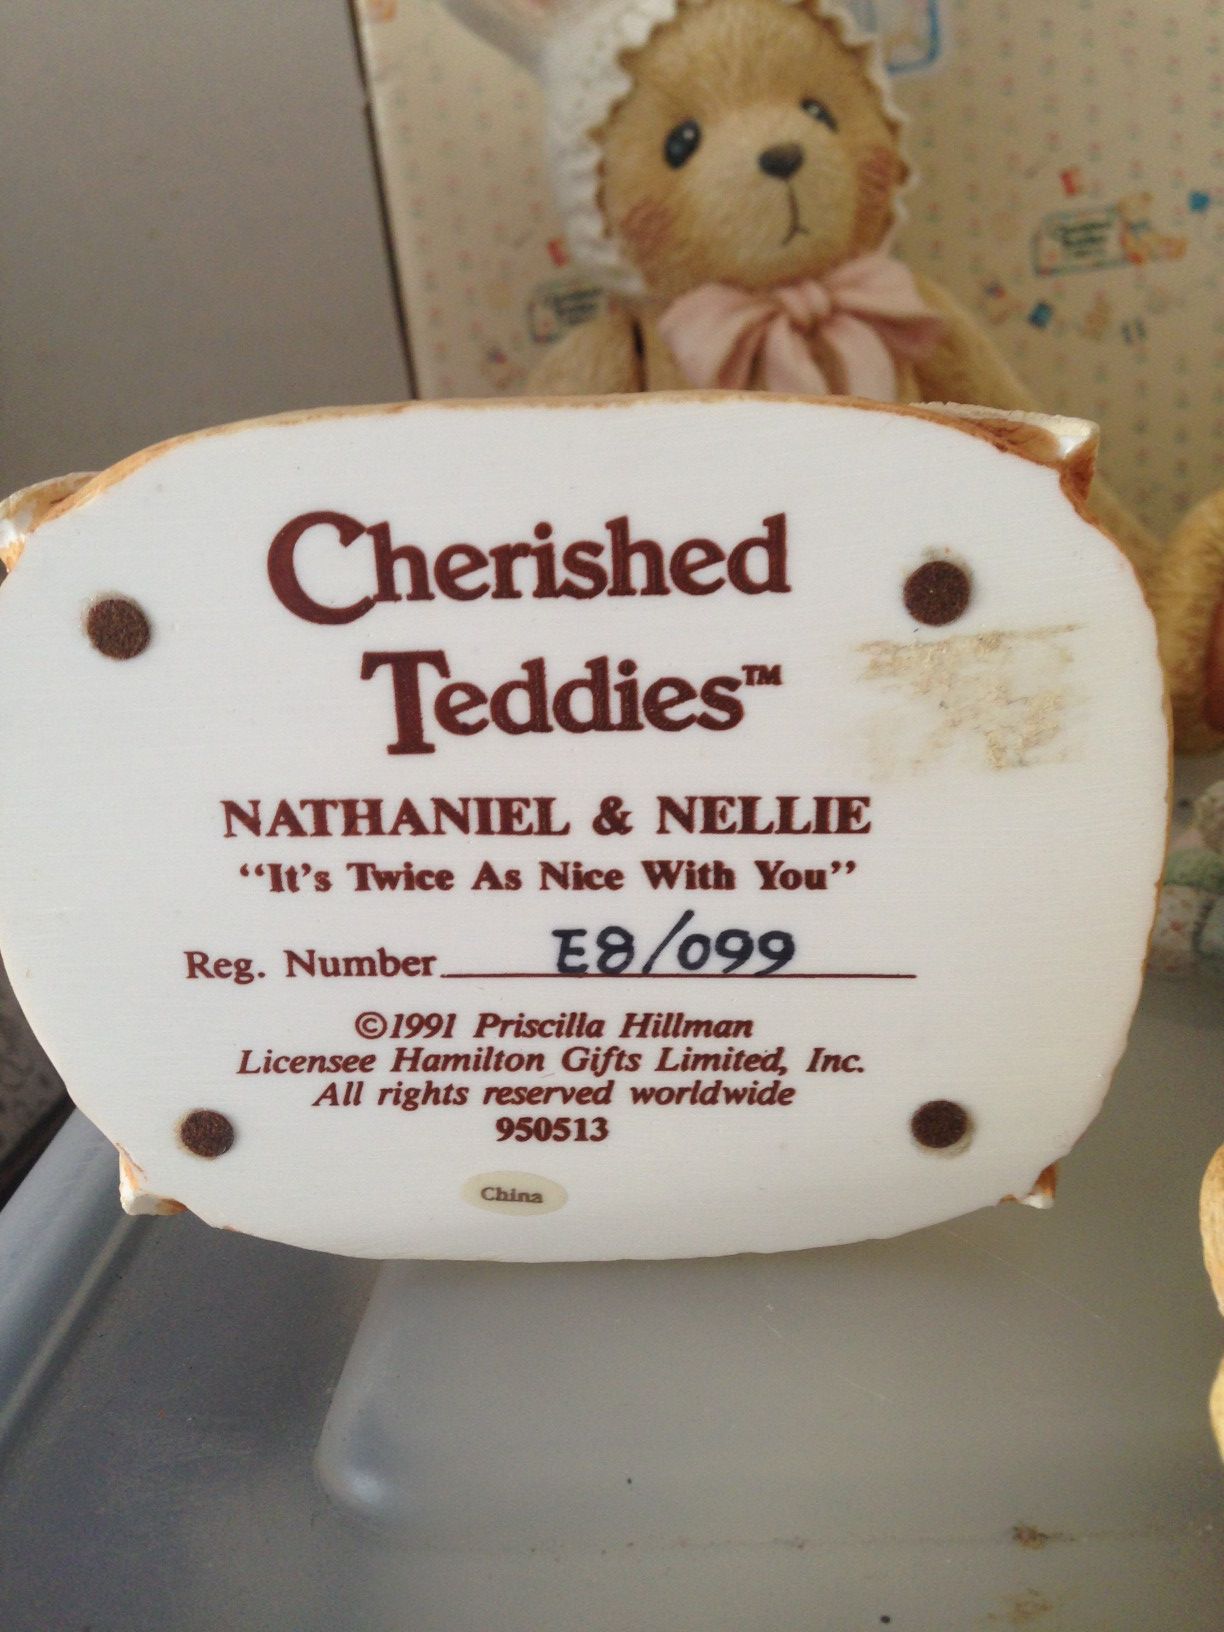 Cherished
Teddies™
NATHANIEL & NELLIE
“It’s Twice As Nice With You”
Reg. Number E8/099
©1991 Priscilla Hillman
Licensee Hamilton Gifts Limited, Inc.
All rights reserved worldwide
950513
China